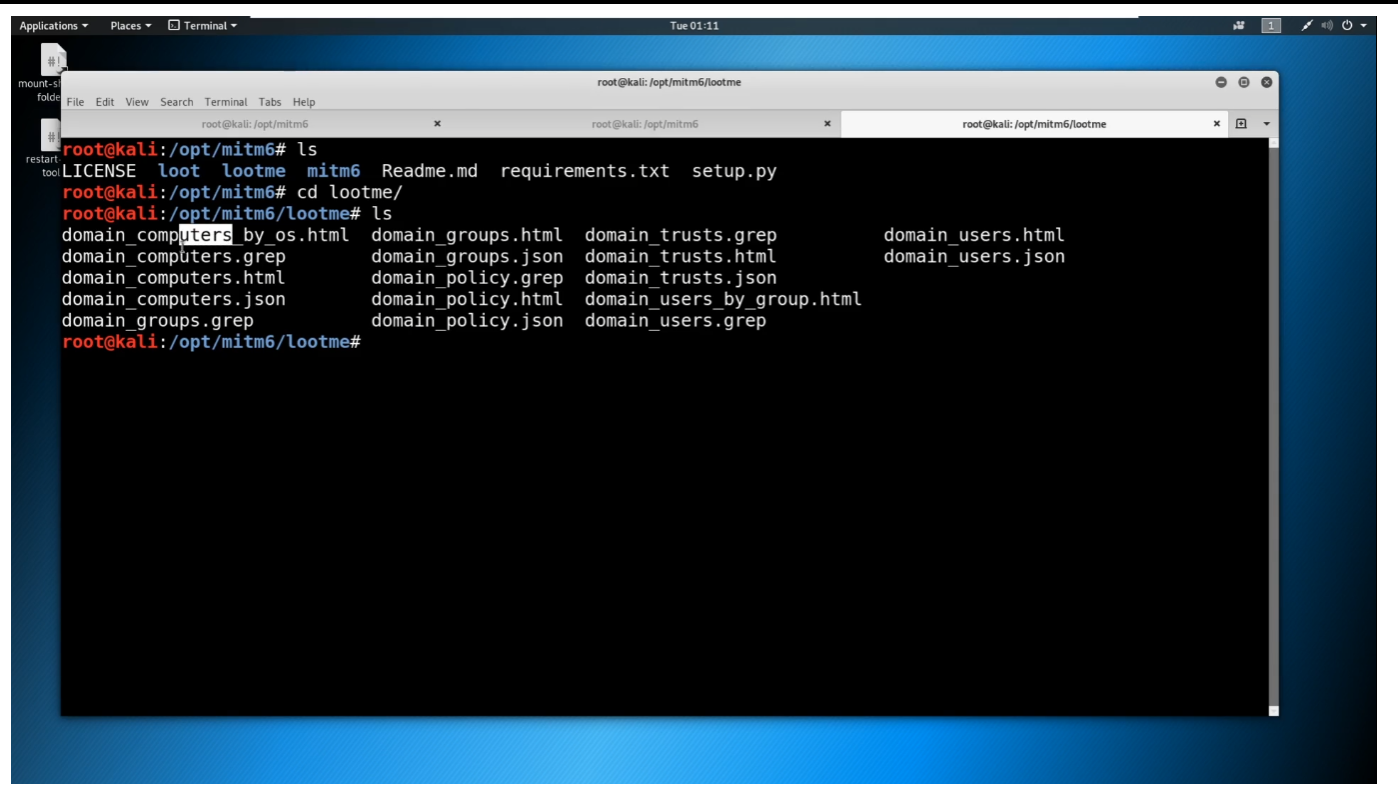 Applications Places Terminal Tue 01:11 1
root@kali: /opt/mitm6/lootme
File Edit View Search Terminal Tabs Help
root@kali: /opt/mitm6 root@kali: /opt/mitm6 root@kali: /opt/mitm6/lootme
root@kali:/opt/mitm6# ls
LICENSE loot lootme mitm6 Readme.md requirements.txt setup.py
root@kali:/opt/mitm6# cd lootme/
root@kali:/opt/mitm6/lootme# ls
domain_computers_by_os.html domain_groups.html domain_trusts.grep domain_users.html
domain_computers.grep domain_groups.json domain_trusts.html domain_users.json
domain_computers.html domain_policy.grep domain_trusts.json
domain_computers.json domain_policy.html domain_users_by_group.html
domain_groups.grep domain_policy.json domain_users.grep
root@kali:/opt/mitm6/lootme#
#!
mount-s
folde
#!
restart-
tool